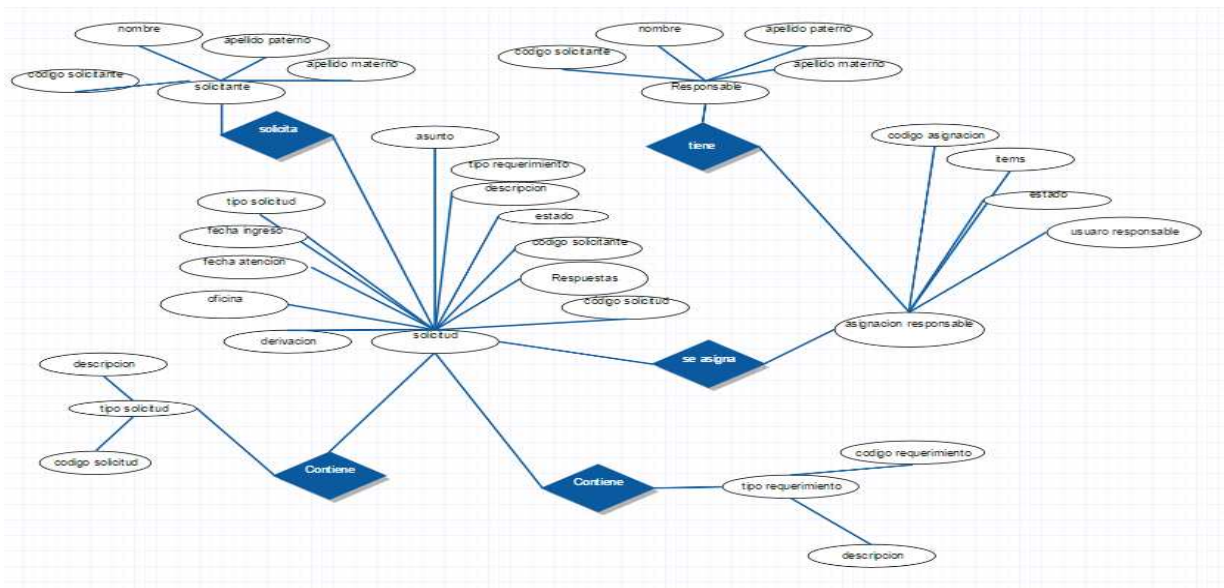 nombre
apellido paterno
apellido materno
codigo solicitante
solicitante
nombre
apellido paterno
codigo solicitante
apellido materno
Responsable
solicita
tiene
asunto
codigo asignacion
items
estado
usuaro responsable
tipo requerimiento
descripcion
estado
codigo solicitante
Respuestas
codigo solicitud
tipo solicitud
fecha ingreso
fecha atencion
oficina
derivacion
solicitud
asignacion responsable
se asigna
descripcion
tipo solicitud
codigo solicitud
Contiene
Contiene
codigo requerimiento
tipo requerimiento
descripcion